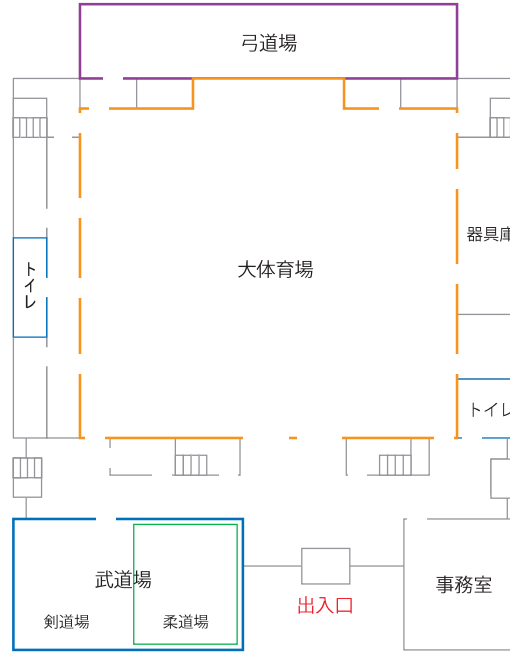 弓道場
器具庫
大体育場
トイレ
トイレ
武道場
事務室
出入口
剣道場
柔道場